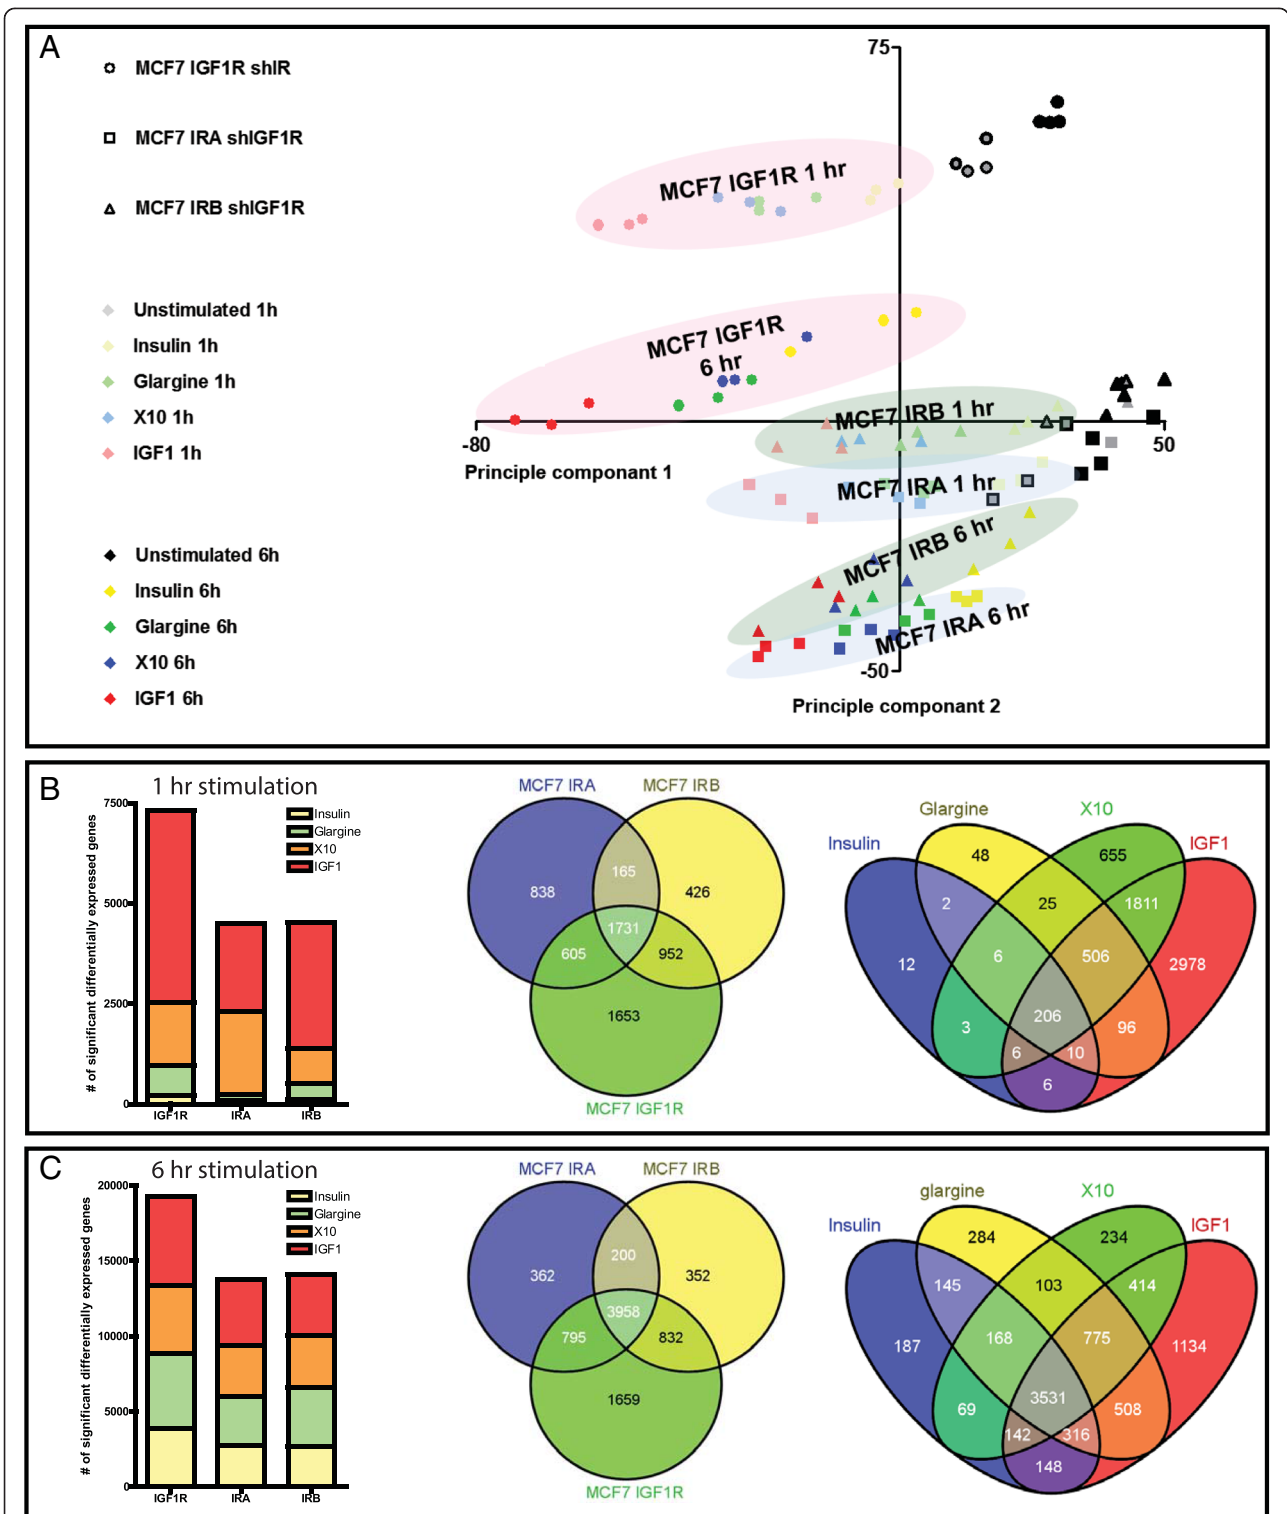 A
MCF7 IGF1R shIR
MCF7 IRA shIGF1R
MCF7 IRB shIGF1R
Unstimulated 1h
Insulin 1h
Glargine 1h
X10 1h
IGF1 1h
Unstimulated 6h
Insulin 6h
Glargine 6h
X10 6h
IGF1 6h
75
MCF7 IGF1R 1 hr
MCF7 IGF1R
6 hr
MCF7 IRB 1 hr
-80
50
Principle componant 1
MCF7 IRA 1 hr
MCF7 IRB 6 hr
MCF7 IRA 6 hr
-50
Principle componant 2
B
1 hr stimulation
# of significant differentially expressed genes
7500
5000
2500
0
Insulin
Glargine
X10
IGF1
IGF1R IRA IRB
MCF7 IRA MCF7 IRB
165
838 426
1731
605 952
1653
MCF7 IGF1R
Glargine X10
Insulin IGF1
48 655
2 25 1811
12 6 506 2978
206
3 96
6 10
6
C
6 hr stimulation
# of significant differentially expressed genes
20000
15000
10000
5000
0
Insulin
Glargine
X10
IGF1
IGF1R IRA IRB
MCF7 IRA MCF7 IRB
200
362 352
3958
795 832
1659
MCF7 IGF1R
glargine X10
Insulin IGF1
284 234
145 103 414
187 168 775 1134
3531
69 508
142 316
148